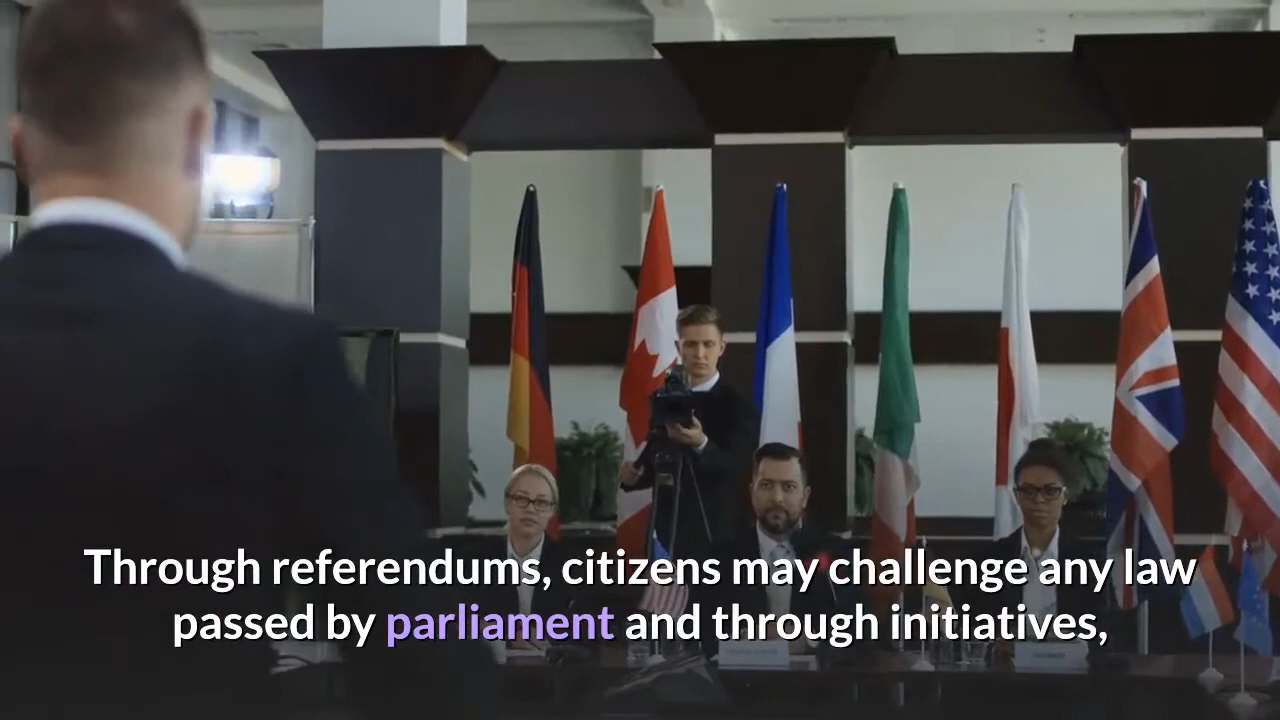 Through referendums, citizens may challenge any law
passed by parliament and through initiatives,